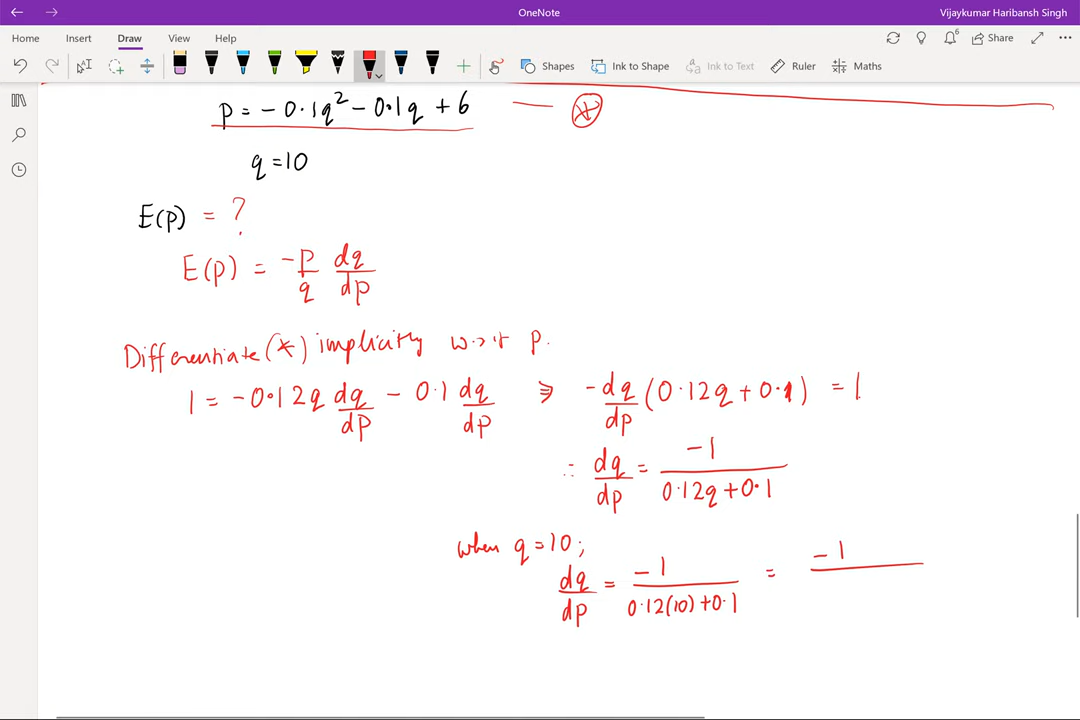 OneNote
Vijaykumar Haribansh Singh
Home Insert Draw View Help
Share
Shapes Ink to Shape Ink to Text Ruler Maths
p = -0.1q² - 0.1q + 6 — (*)
q = 10
E(p) = ?
E(p) = -p/q dq/dp
Differentiate (*) implicitly w.r.t p.
1 = -0.12q dq/dp - 0.1 dq/dp ⇒ -dq/dp (0.12q + 0.1) = 1
∴ dq/dp = -1/(0.12q + 0.1)
when q = 10;
dq/dp = -1/(0.12(10) + 0.1) = -1